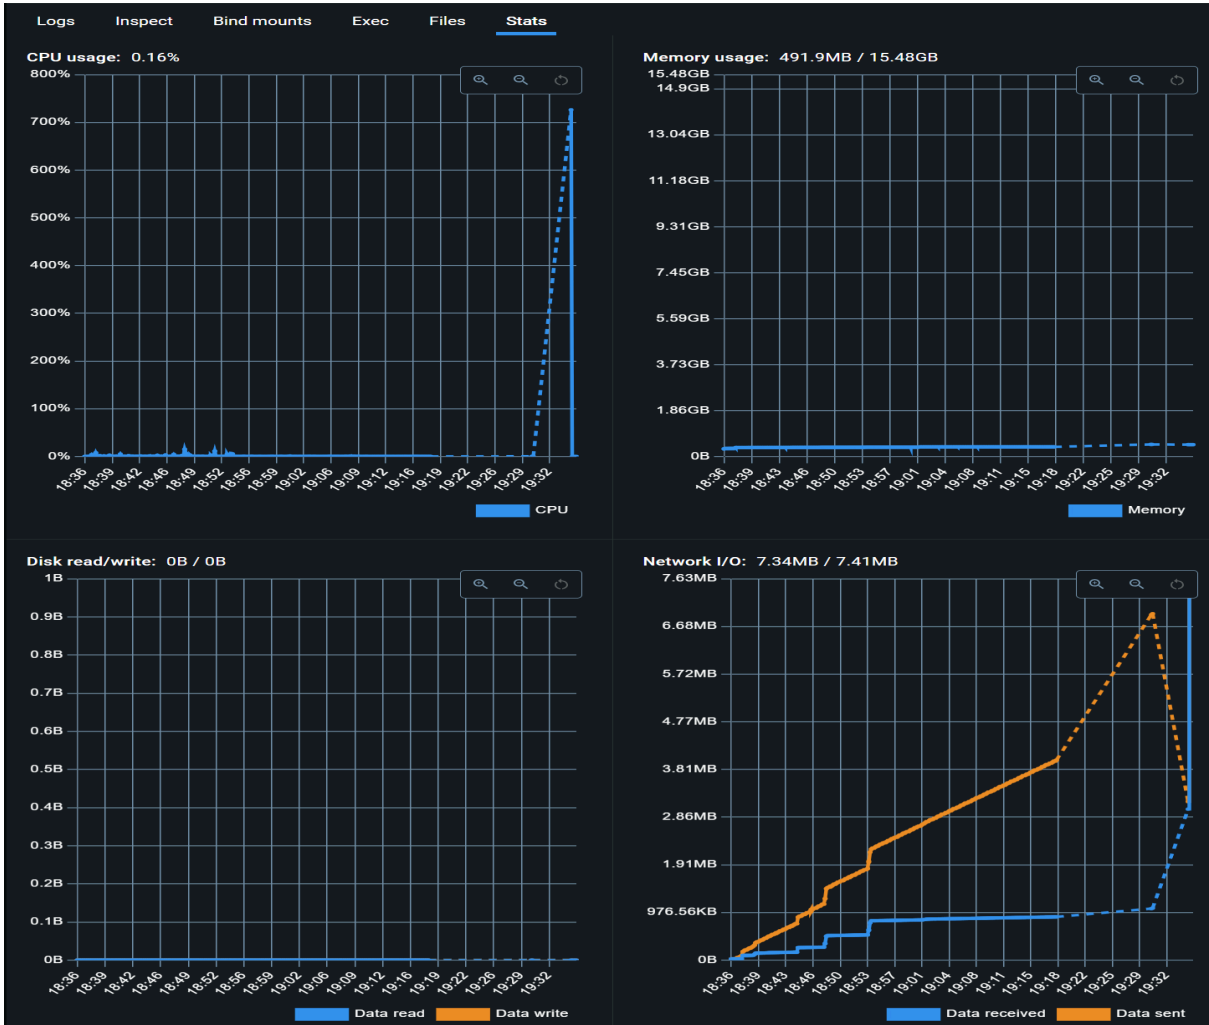 Logs Inspect Bind mounts Exec Files Stats
CPU usage: 0.16%
800%
700%
600%
500%
400%
300%
200%
100%
0%
18:36 18:39 18:42 18:46 18:49 18:52 18:56 18:59 19:02 19:06 19:09 19:12 19:16 19:19 19:22 19:26 19:29 19:32
CPU
Memory usage: 491.9MB / 15.48GB
15.48GB
14.9GB
13.04GB
11.18GB
9.31GB
7.45GB
5.59GB
3.73GB
1.86GB
0B
18:36 18:39 18:43 18:46 18:50 18:53 18:57 19:01 19:04 19:08 19:11 19:15 19:18 19:22 19:25 19:29 19:32
Memory
Disk read/write: 0B / 0B
1B
0.9B
0.8B
0.7B
0.6B
0.5B
0.4B
0.3B
0.2B
0.1B
0B
18:36 18:39 18:42 18:46 18:49 18:52 18:56 18:59 19:02 19:06 19:09 19:12 19:16 19:19 19:22 19:26 19:29 19:32
Data read Data write
Network I/O: 7.34MB / 7.41MB
7.63MB
6.68MB
5.72MB
4.77MB
3.81MB
2.86MB
1.91MB
976.56KB
0B
18:36 18:39 18:43 18:46 18:50 18:53 18:57 19:01 19:04 19:08 19:11 19:15 19:18 19:22 19:25 19:29 19:32
Data received Data sent